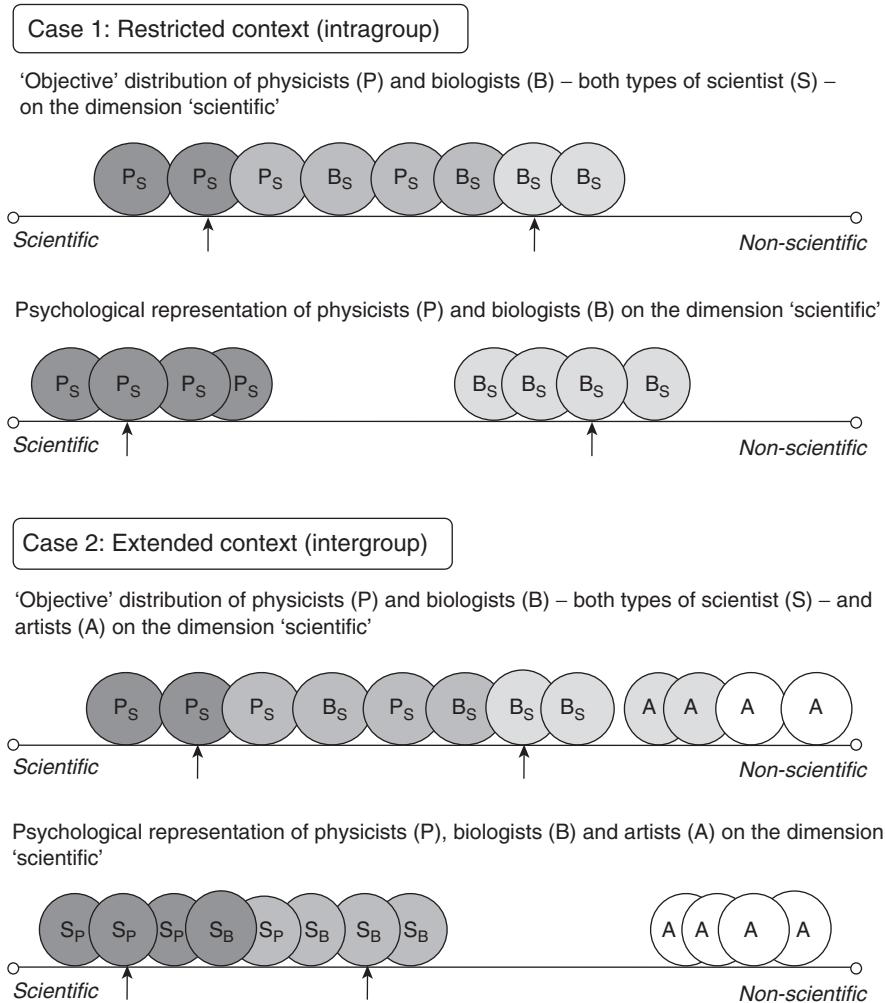 Case 1: Restricted context (intragroup)
‘Objective’ distribution of physicists (P) and biologists (B) – both types of scientist (S) –
on the dimension ‘scientific’
PS PS PS BS PS BS BS BS
Scientific Non-scientific
Psychological representation of physicists (P) and biologists (B) on the dimension ‘scientific’
PS PS PS PS BS BS BS BS
Scientific Non-scientific
Case 2: Extended context (intergroup)
‘Objective’ distribution of physicists (P) and biologists (B) – both types of scientist (S) – and
artists (A) on the dimension ‘scientific’
PS PS PS BS PS BS BS BS A A A A
Scientific Non-scientific
Psychological representation of physicists (P), biologists (B) and artists (A) on the dimension
‘scientific’
SP SP SP SB SP SB SB SB A A A A
Scientific Non-scientific